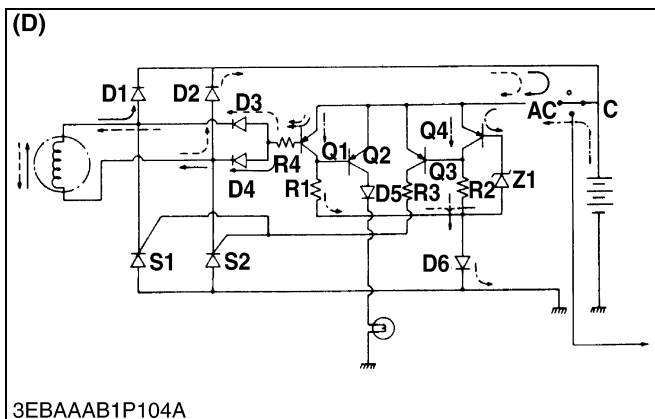 (D)
D1 D2 D3 AC C
Q1 Q2 Q4
R4 Q3 Z1
D4 R1 D5 R3 R2
S1 S2 D6
3EBAAAB1P104A